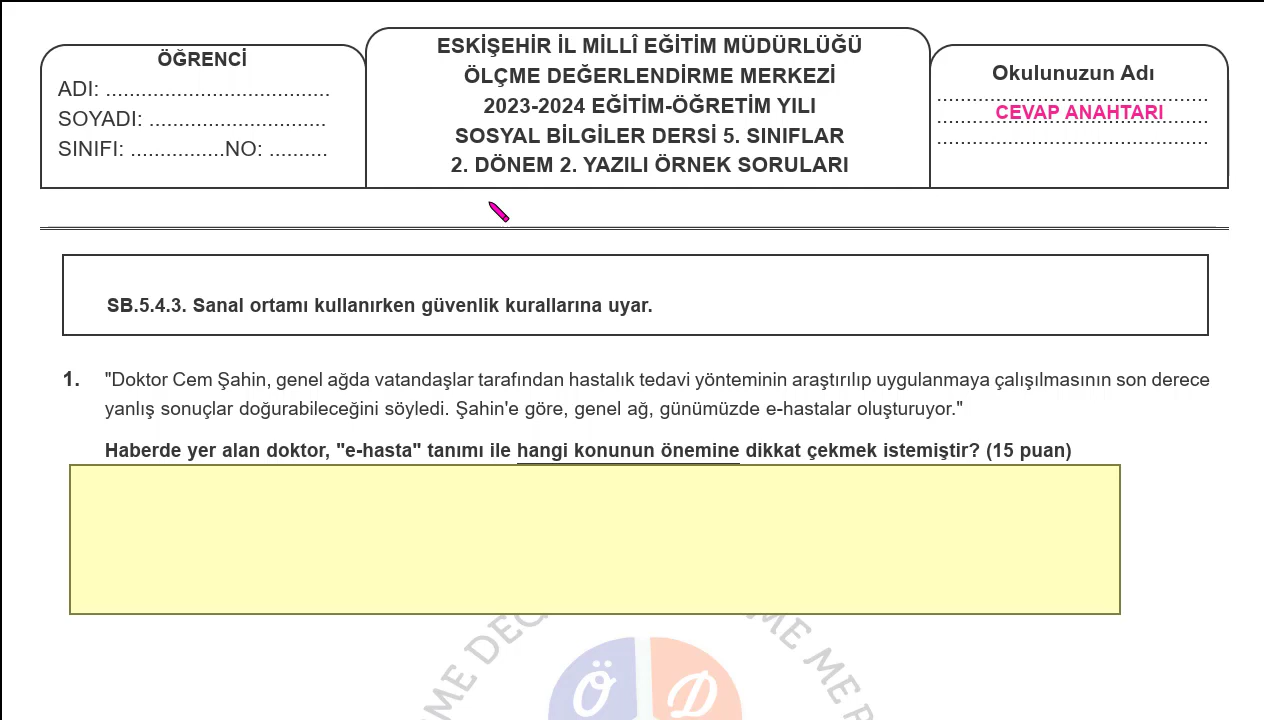 ÖĞRENCİ
ADI: ......................................
SOYADI: ..............................
SINIFI: ................NO: ..........
ESKİŞEHİR İL MİLLÎ EĞİTİM MÜDÜRLÜĞÜ
ÖLÇME DEĞERLENDİRME MERKEZİ
2023-2024 EĞİTİM-ÖĞRETİM YILI
SOSYAL BİLGİLER DERSİ 5. SINIFLAR
2. DÖNEM 2. YAZILI ÖRNEK SORULARI
Okulunuzun Adı
..............................................
CEVAP ANAHTARI
..............................................
SB.5.4.3. Sanal ortamı kullanırken güvenlik kurallarına uyar.
1. "Doktor Cem Şahin, genel ağda vatandaşlar tarafından hastalık tedavi yönteminin araştırılıp uygulanmaya çalışılmasının son derece
yanlış sonuçlar doğurabileceğini söyledi. Şahin'e göre, genel ağ, günümüzde e-hastalar oluşturuyor."
Haberde yer alan doktor, "e-hasta" tanımı ile hangi konunun önemine dikkat çekmek istemiştir? (15 puan)
Ö D